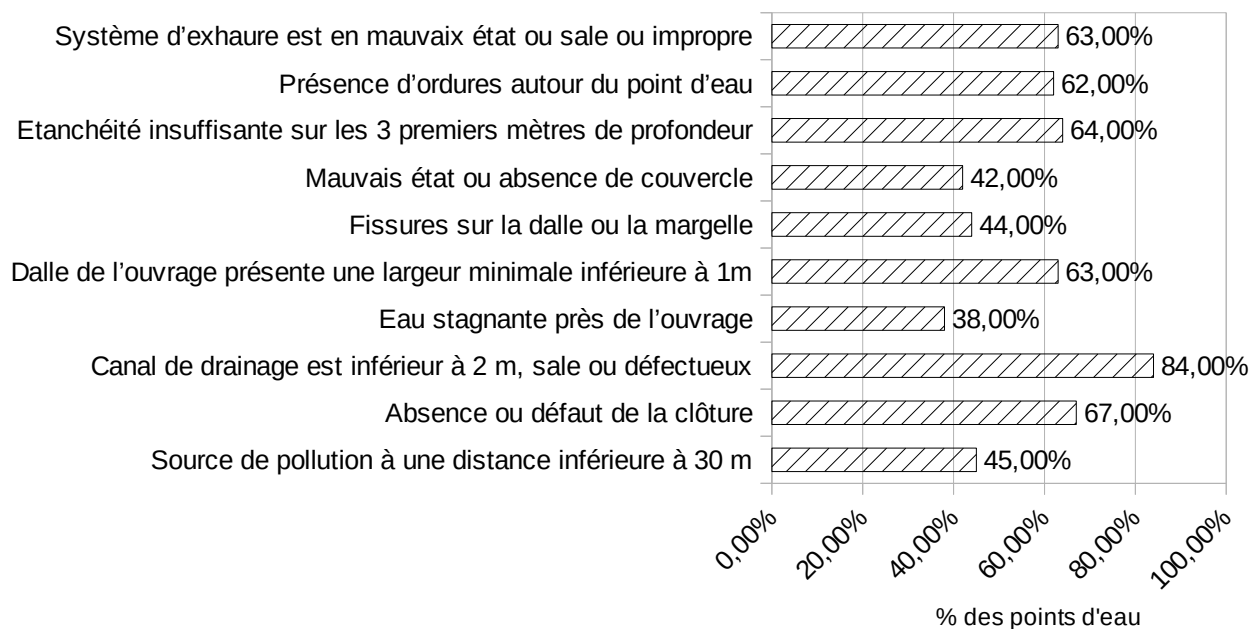 Système d’exhaure est en mauvaix état ou sale ou impropre 63,00%
Présence d’ordures autour du point d’eau 62,00%
Etanchéité insuffisante sur les 3 premiers mètres de profondeur 64,00%
Mauvais état ou absence de couvercle 42,00%
Fissures sur la dalle ou la margelle 44,00%
Dalle de l’ouvrage présente une largeur minimale inférieure à 1m 63,00%
Eau stagnante près de l’ouvrage 38,00%
Canal de drainage est inférieur à 2 m, sale ou défectueux 84,00%
Absence ou défaut de la clôture 67,00%
Source de pollution à une distance inférieure à 30 m 45,00%
0,00% 20,00% 40,00% 60,00% 80,00% 100,00%
% des points d'eau